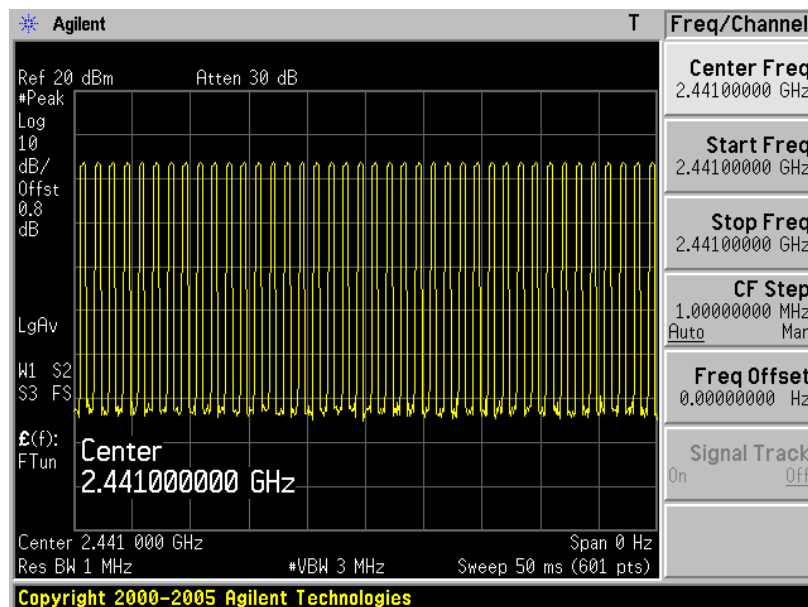 Agilent T
Ref 20 dBm Atten 30 dB
#Peak
Log
10
dB/
Offst
0.8
dB
LgAv
W1 S2
S3 FS
£(f):
FTun
Center
2.441000000 GHz
Center 2.441 000 GHz Span 0 Hz
Res BW 1 MHz #VBW 3 MHz Sweep 50 ms (601 pts)
Copyright 2000-2005 Agilent Technologies
Freq/Channel
Center Freq
2.44100000 GHz
Start Freq
2.44100000 GHz
Stop Freq
2.44100000 GHz
CF Step
1.00000000 MHz
Auto Man
Freq Offset
0.00000000 Hz
Signal Track
On Off